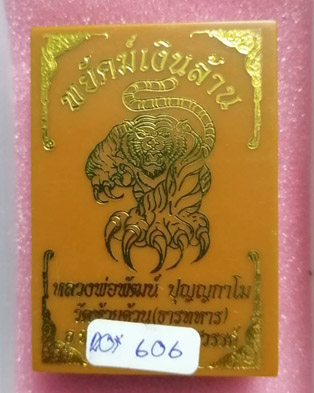 พยัคฆ์เงินล้าน
หลวงพ่อพัฒน์ ปุญญกาโม
วัดห้วยด้วน(ธารทหาร)
BOX 606